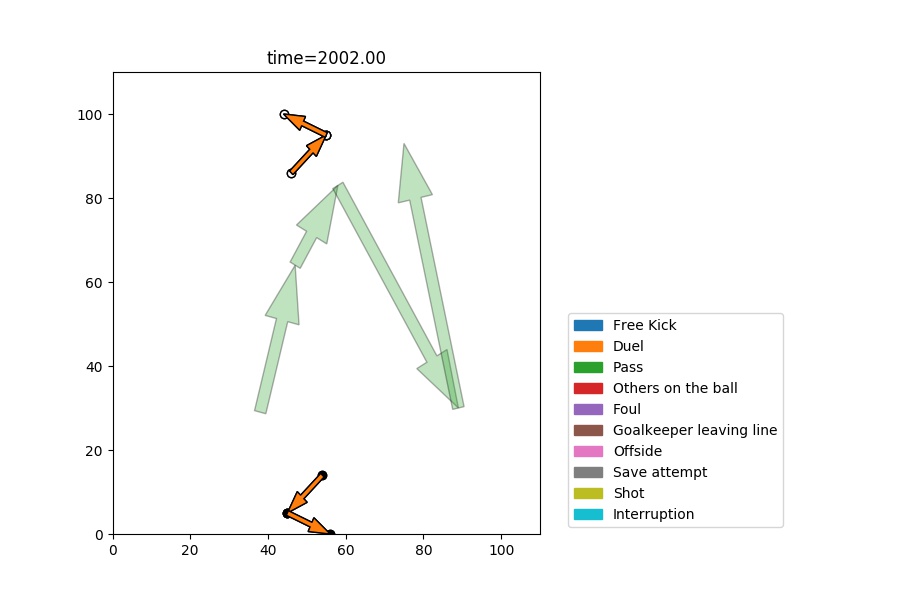 time=2002.00
100
80
60
40
20
0
0 20 40 60 80 100
Free Kick
Duel
Pass
Others on the ball
Foul
Goalkeeper leaving line
Offside
Save attempt
Shot
Interruption